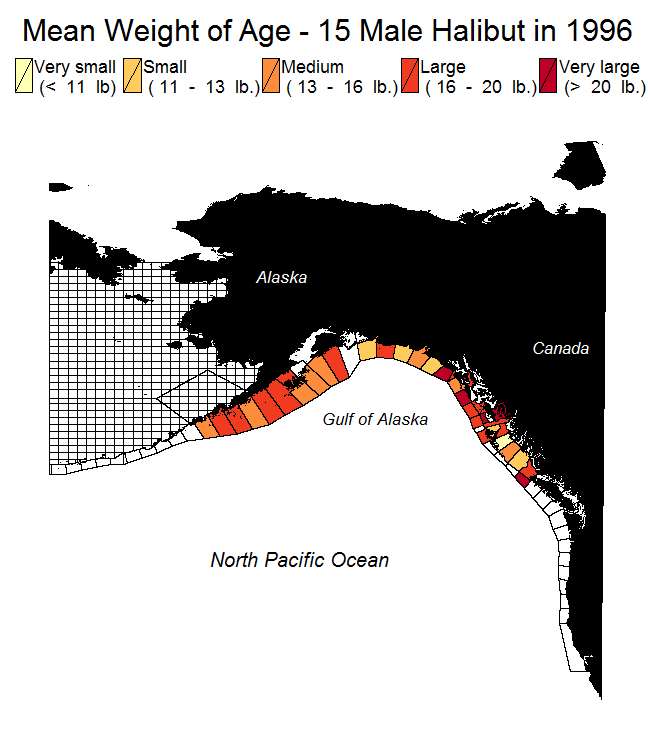 Mean Weight of Age - 15 Male Halibut in 1996
Very small Small Medium Large Very large
(< 11 lb) ( 11 - 13 lb.) ( 13 - 16 lb.) ( 16 - 20 lb.) (> 20 lb.)
Alaska
Canada
Gulf of Alaska
North Pacific Ocean